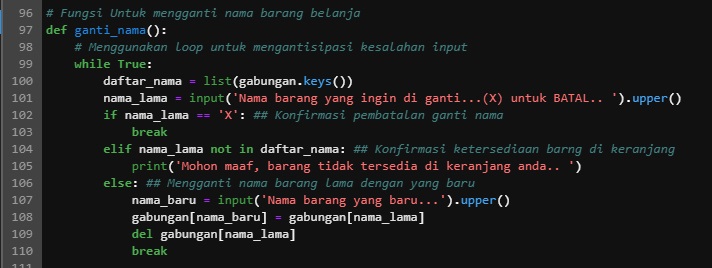 96 # Fungsi Untuk mengganti nama barang belanja
97 def ganti_nama():
98     # Menggunakan loop untuk mengantisipasi kesalahan input
99     while True:
100         daftar_nama = list(gabungan.keys())
101         nama_lama = input('Nama barang yang ingin di ganti...(X) untuk BATAL.. ').upper()
102         if nama_lama == 'X': ## Konfirmasi pembatalan ganti nama
103             break
104         elif nama_lama not in daftar_nama: ## Konfirmasi ketersediaan barng di keranjang
105             print('Mohon maaf, barang tidak tersedia di keranjang anda.. ')
106         else: ## Mengganti nama barang lama dengan yang baru
107             nama_baru = input('Nama barang yang baru...').upper()
108             gabungan[nama_baru] = gabungan[nama_lama]
109             del gabungan[nama_lama]
110             break
111